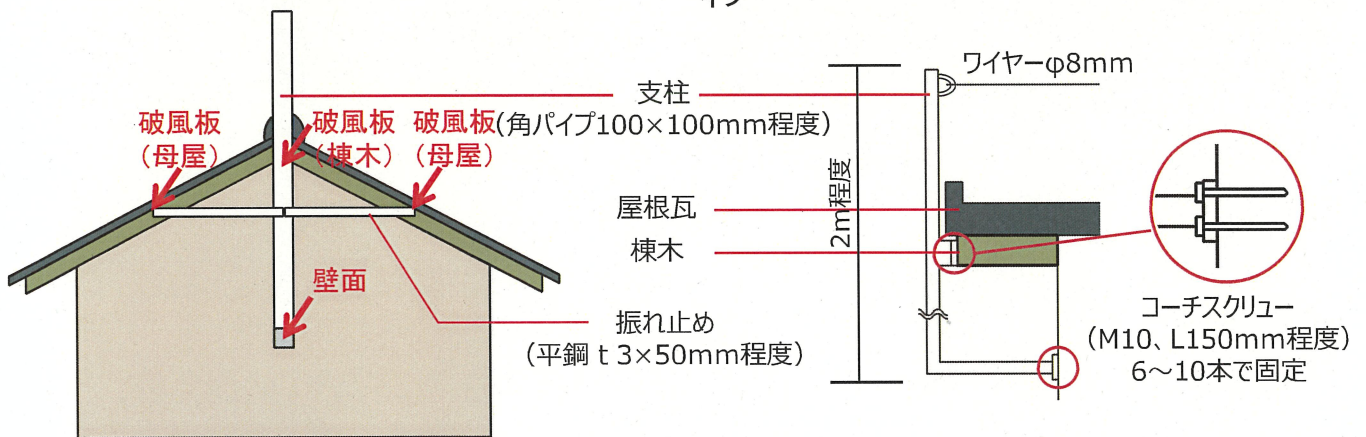 ワイヤーφ8mm
支柱
(角パイプ100×100mm程度)
破風板
(母屋)
破風板
(棟木)
破風板
(母屋)
2m程度
屋根瓦
棟木
壁面
振れ止め
(平鋼 t 3×50mm程度)
コーチスクリュー
(M10、L150mm程度)
6~10本で固定